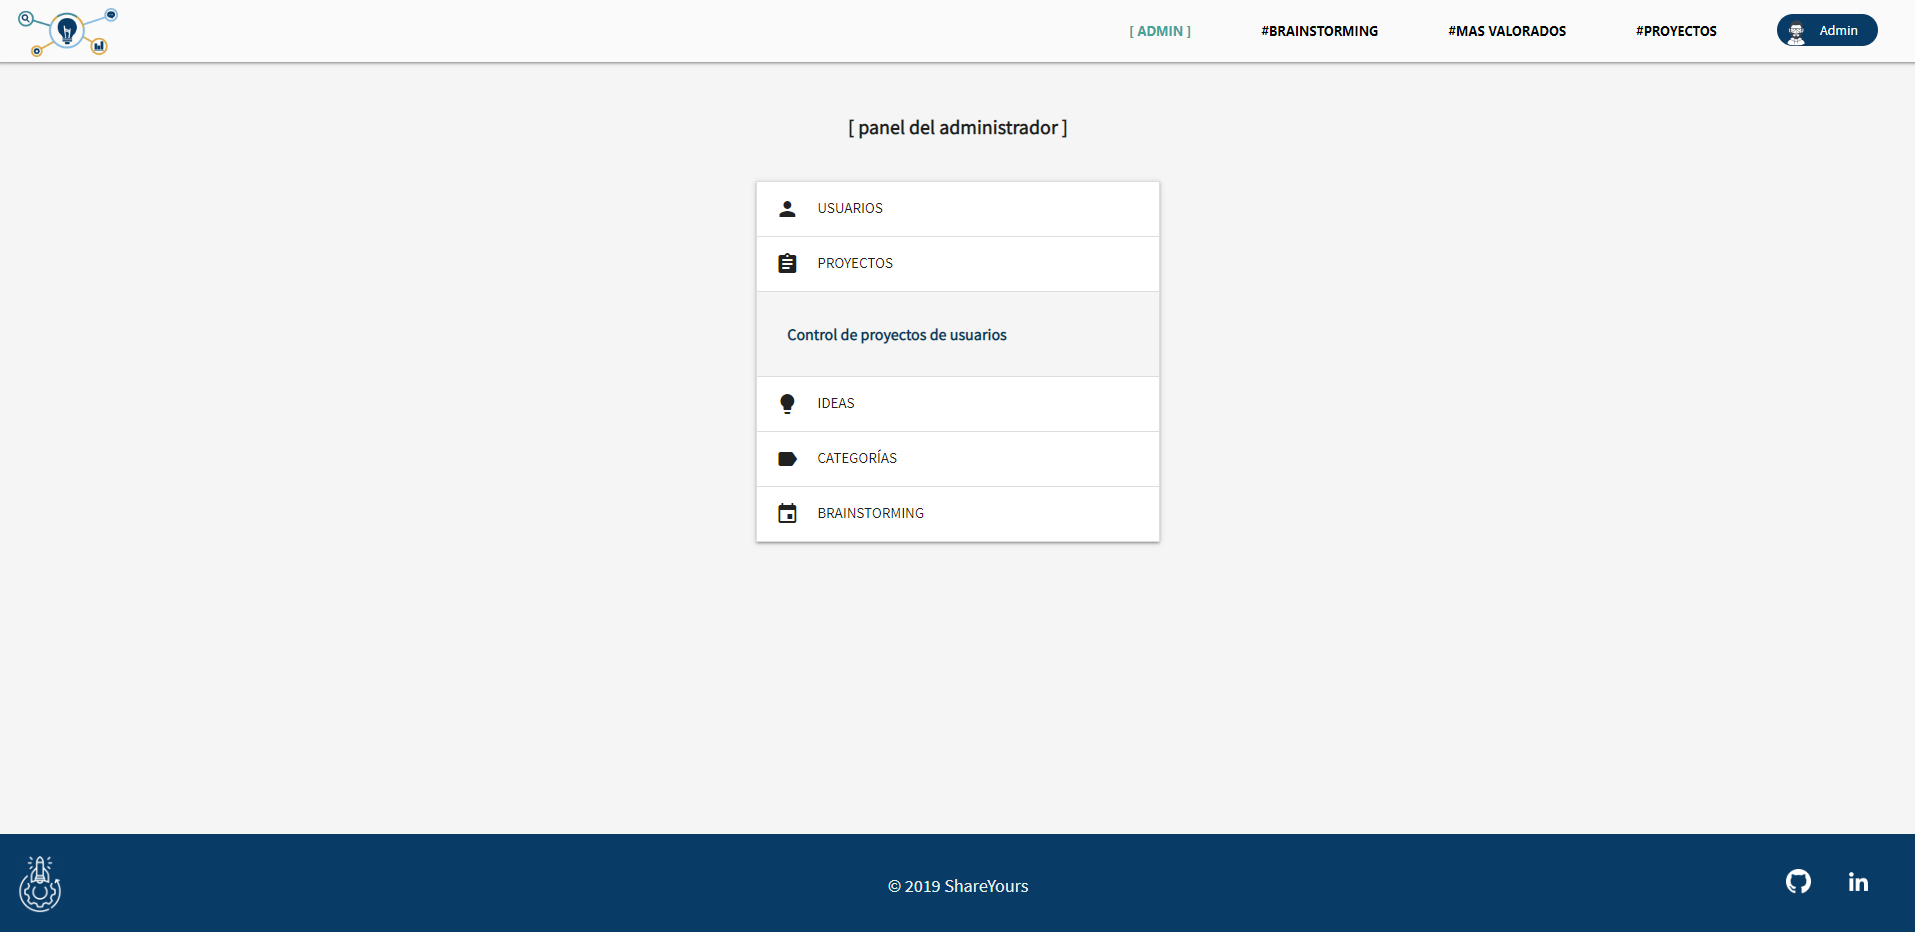 [ ADMIN ] #BRAINSTORMING #MAS VALORADOS #PROYECTOS Admin
[ panel del administrador ]
USUARIOS
PROYECTOS
Control de proyectos de usuarios
IDEAS
CATEGORÍAS
BRAINSTORMING
© 2019 ShareYours
in